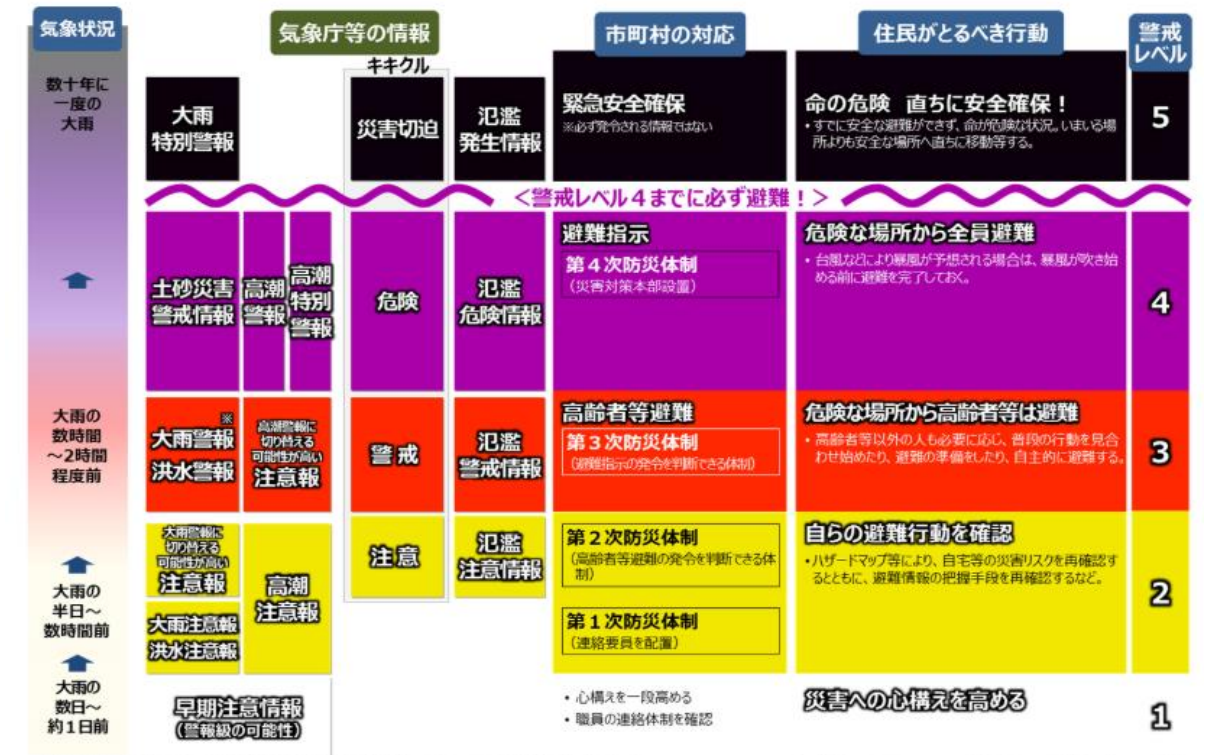 気象状況
気象庁等の情報
市町村の対応
住民がとるべき行動
警戒
レベル
キキクル
数十年に
一度の
大雨
大雨
特別警報
災害切迫
氾濫
発生情報
緊急安全確保
※必ず発令される情報ではない
命の危険 直ちに安全確保!
・すでに安全な避難ができず、命が危険な状況。いまいる場
所よりも安全な場所へ直ちに移動等する。
5
<警戒レベル4までに必ず避難!>
土砂災害
警戒情報
高潮
警報
高潮
特別
警報
危険
氾濫
危険情報
避難指示
第4次防災体制
(災害対策本部設置)
危険な場所から全員避難
・台風などにより暴風が予想される場合は、暴風が吹き始
める前に避難を完了しておく。
4
大雨の
数時間
~2時間
程度前
※
大雨警報
洪水警報
高潮警報に
切り替える
可能性が高い
注意報
警戒
氾濫
警戒情報
高齢者等避難
第3次防災体制
(避難指示の発令を判断できる体制)
危険な場所から高齢者等は避難
・高齢者等以外の人も必要に応じ、普段の行動を見合
わせ始めたり、避難の準備をしたり、自主的に避難する。
3
大雨の
半日~
数時間前
大雨警報に
切り替える
可能性が高い
注意報
大雨注意報
洪水注意報
高潮
注意報
注意
氾濫
注意情報
第2次防災体制
(高齢者等避難の発令を判断できる体
制)
第1次防災体制
(連絡要員を配置)
自らの避難行動を確認
・ハザードマップ等により、自宅等の災害リスクを再確認す
るとともに、避難情報の把握手段を再確認するなど。
2
大雨の
数日~
約1日前
早期注意情報
(警報級の可能性)
・心構えを一段高める
・職員の連絡体制を確認
災害への心構えを高める
1